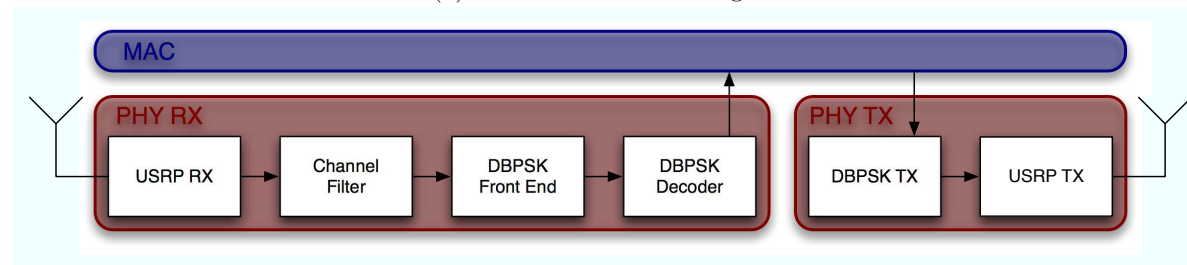 MAC
PHY RX
USRP RX
Channel
Filter
DBPSK
Front End
DBPSK
Decoder
PHY TX
DBPSK TX
USRP TX